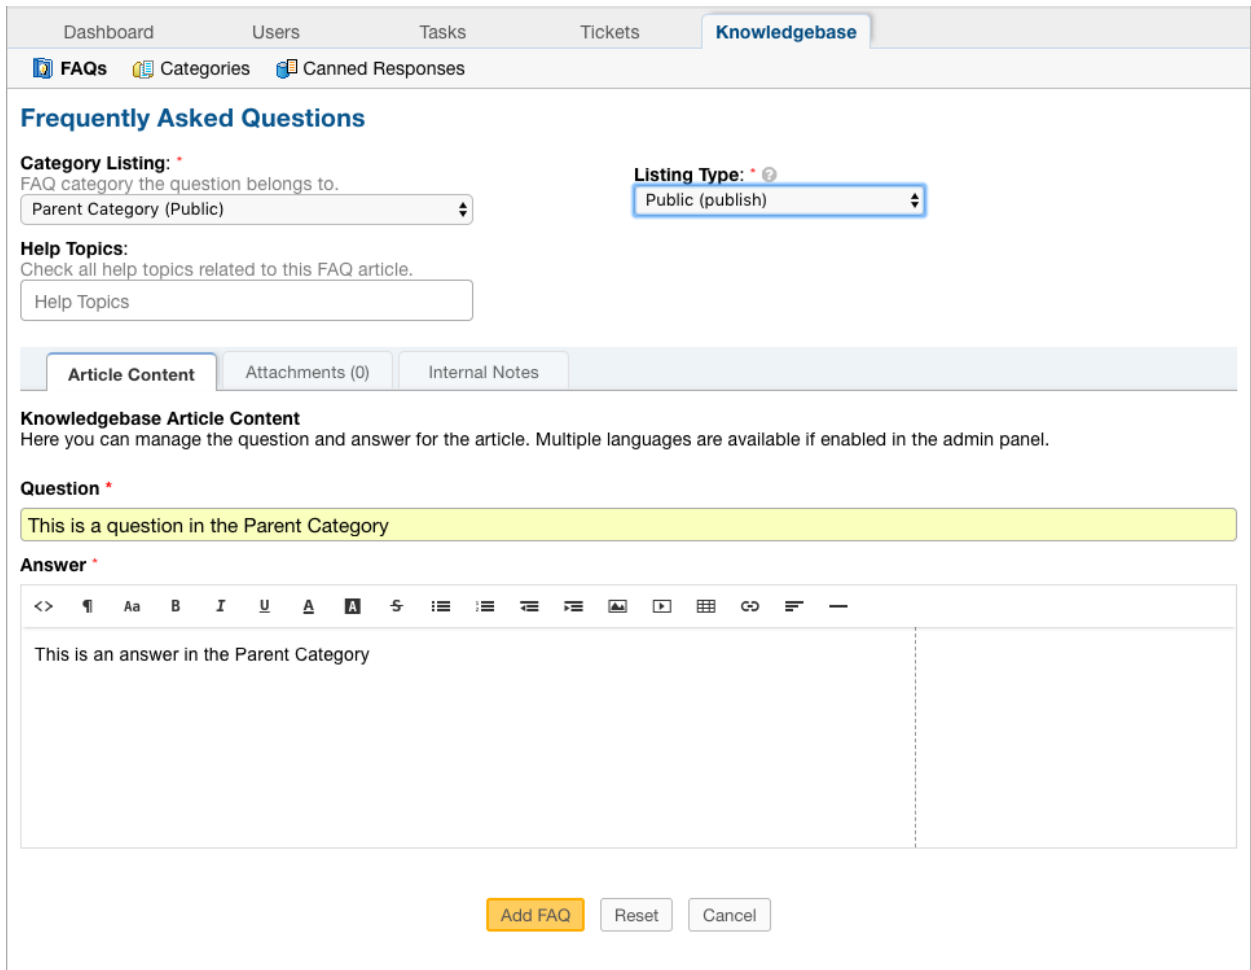 Dashboard Users Tasks Tickets Knowledgebase
FAQs Categories Canned Responses
Frequently Asked Questions
Category Listing: *
FAQ category the question belongs to.
Parent Category (Public)
Listing Type: * ?
Public (publish)
Help Topics:
Check all help topics related to this FAQ article.
Help Topics
Article Content Attachments (0) Internal Notes
Knowledgebase Article Content
Here you can manage the question and answer for the article. Multiple languages are available if enabled in the admin panel.
Question *
This is a question in the Parent Category
Answer *
<> ¶ Aa B I U A A S
This is an answer in the Parent Category
Add FAQ Reset Cancel